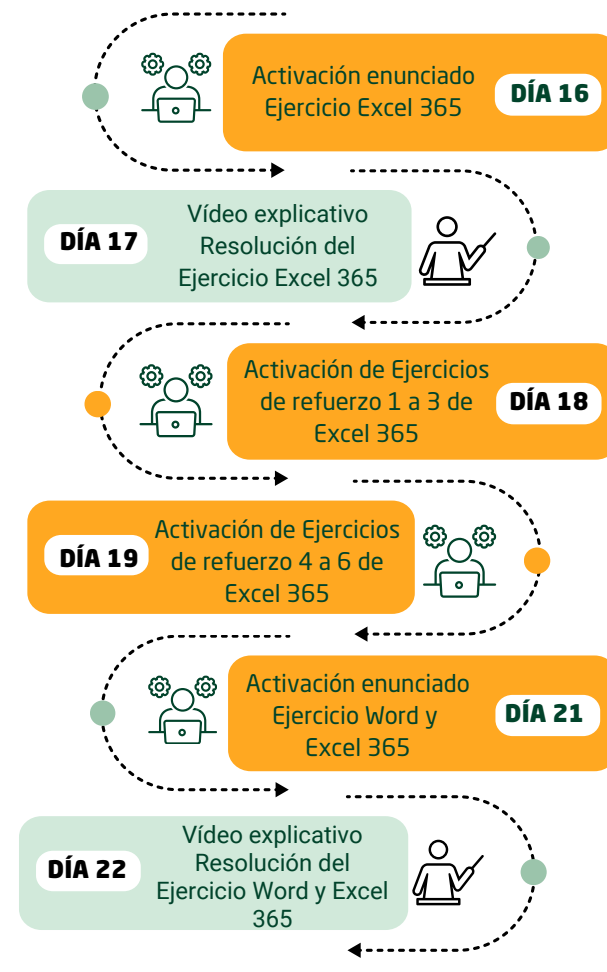 Activación enunciado
Ejercicio Excel 365
DÍA 16
DÍA 17
Vídeo explicativo
Resolución del
Ejercicio Excel 365
Activación de Ejercicios
de refuerzo 1 a 3 de
Excel 365
DÍA 18
DÍA 19
Activación de Ejercicios
de refuerzo 4 a 6 de
Excel 365
Activación enunciado
Ejercicio Word y
Excel 365
DÍA 21
DÍA 22
Vídeo explicativo
Resolución del
Ejercicio Word y Excel
365